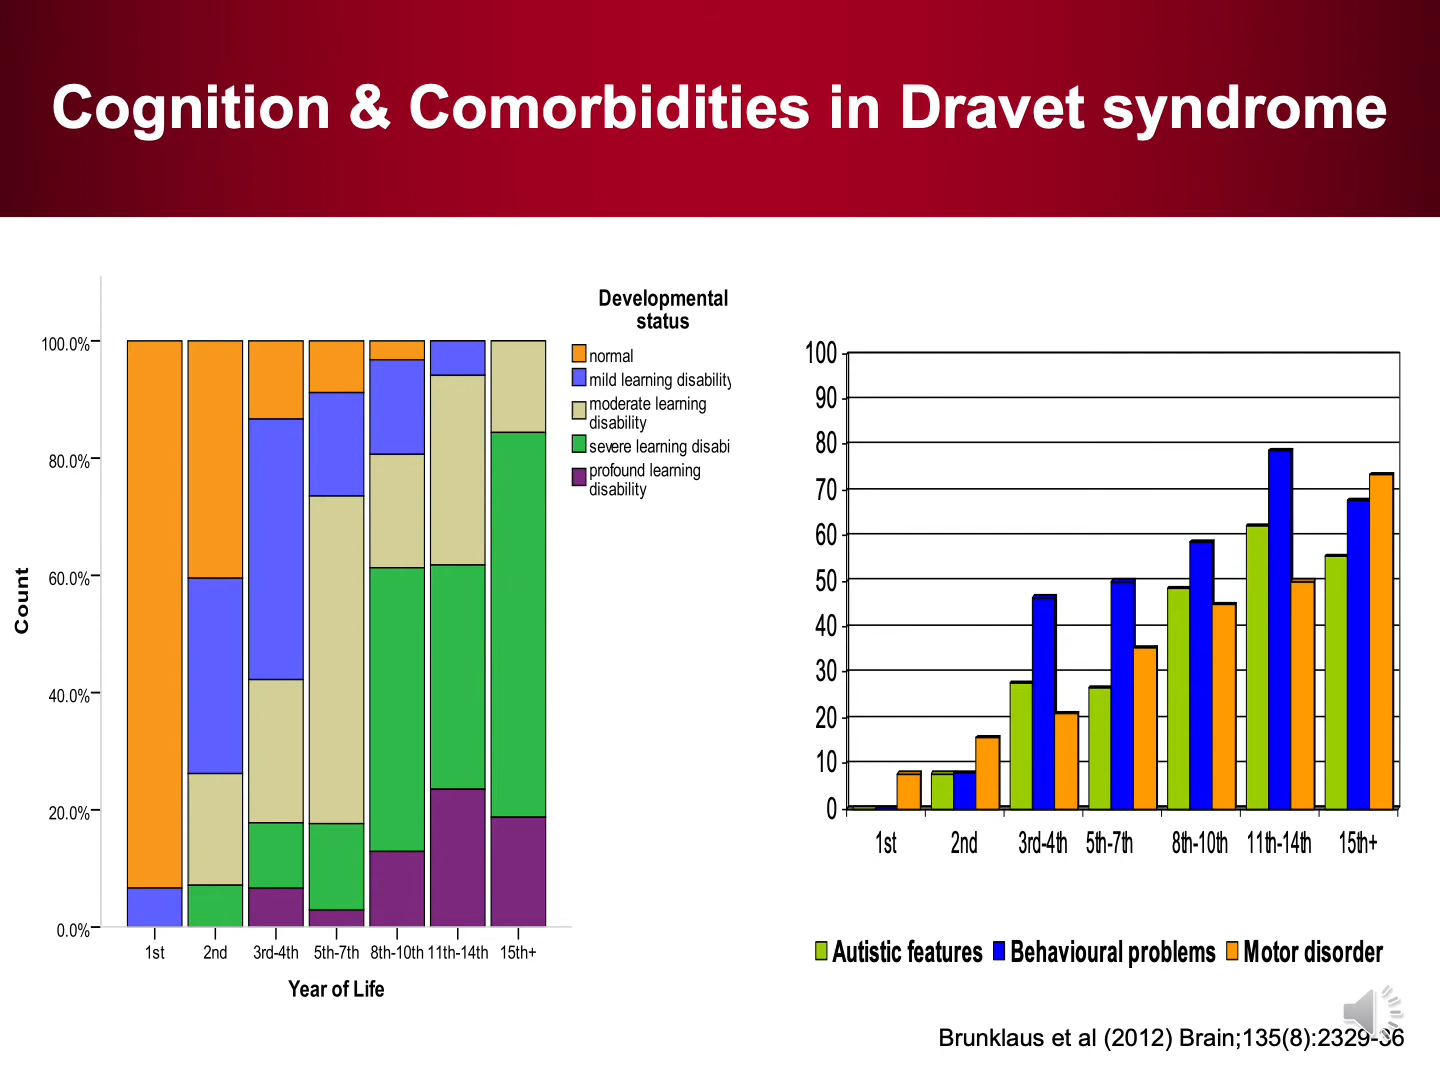 Cognition & Comorbidities in Dravet syndrome
Developmental
status
normal
mild learning disability
moderate learning
disability
severe learning disabi
profound learning
disability
100.0%
80.0%
60.0%
40.0%
20.0%
0.0%
Count
1st 2nd 3rd-4th 5th-7th 8th-10th 11th-14th 15th+
Year of Life
100
90
80
70
60
50
40
30
20
10
0
1st 2nd 3rd-4th 5th-7th 8th-10th 11th-14th 15th+
Autistic features Behavioural problems Motor disorder
Brunklaus et al (2012) Brain;135(8):2329-36